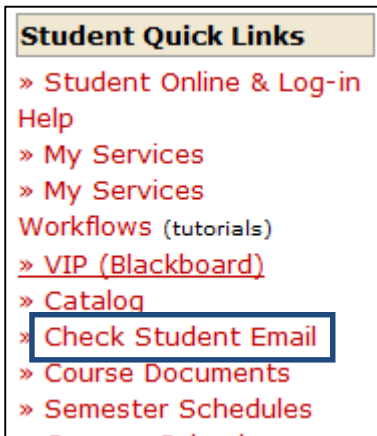 Student Quick Links
» Student Online & Log-in
Help
» My Services
» My Services
Workflows (tutorials)
» VIP (Blackboard)
» Catalog
» Check Student Email
» Course Documents
» Semester Schedules